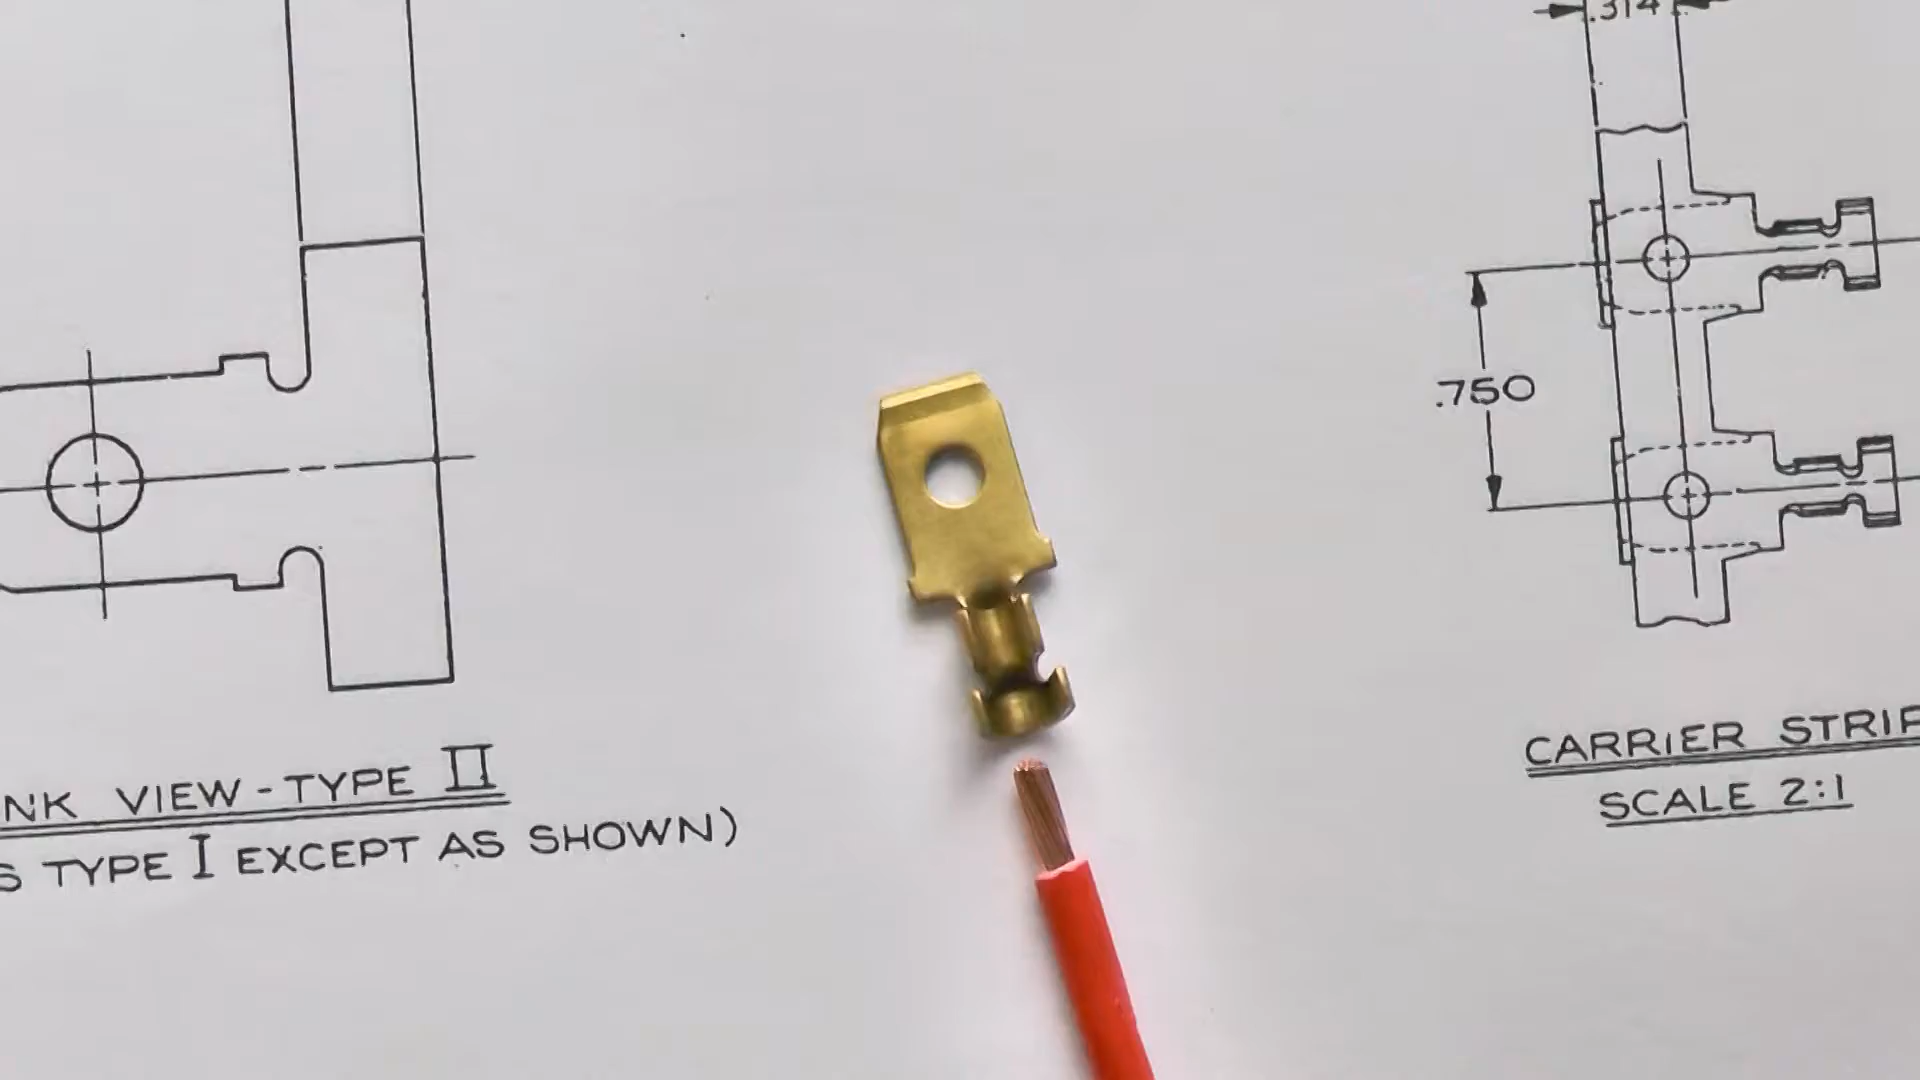 .314
.750
NK VIEW-TYPE II
S TYPE I EXCEPT AS SHOWN)
CARRIER STRIP
SCALE 2:1